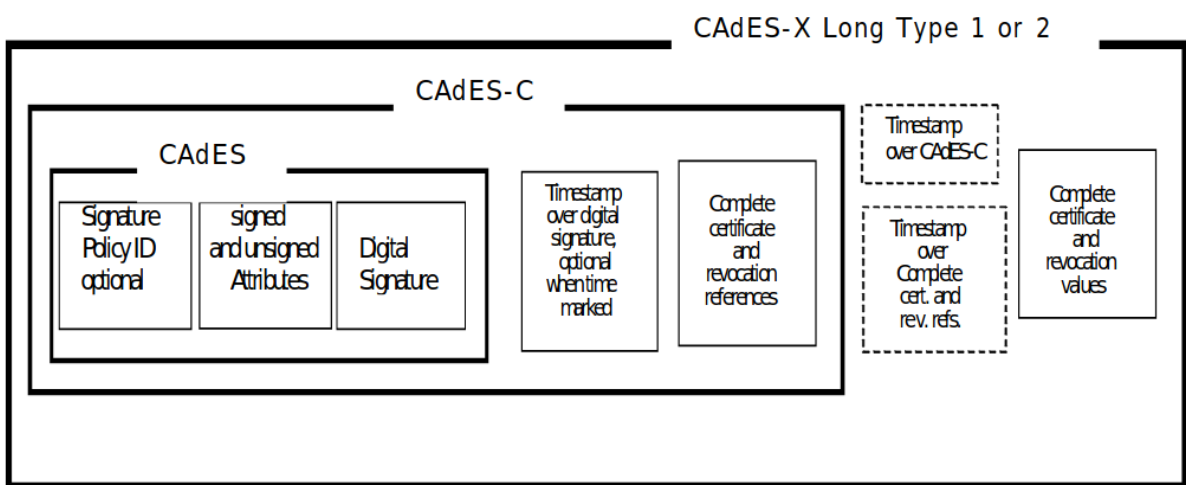 CAdES-X Long Type 1 or 2
CAdES-C
CAdES
Signature
Policy ID
optional
signed
and unsigned
Attributes
Digital
Signature
Timestamp
over digital
signature,
optional
when time
marked
Complete
certificate
and
revocation
references
Timestamp
over CAdES-C
Timestamp
over
Complete
cert. and
rev. refs.
Complete
certificate
and
revocation
values